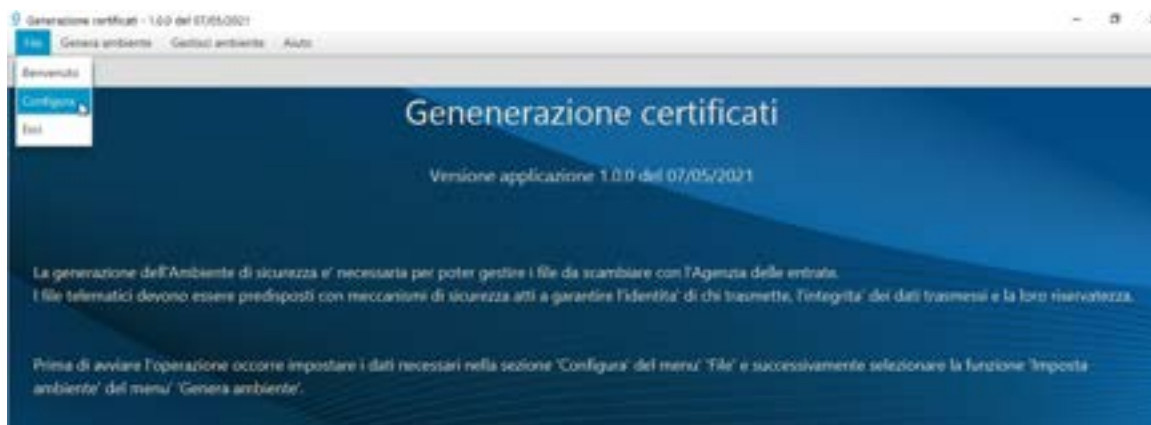 Generazione certificati - 1.0.0 del 07/05/2021
File Genera ambiente Gestisci ambiente Aiuto
Benvenuto
Configura
Esci
Genenerazione certificati
Versione applicazione 1.0.0 del 07/05/2021
La generazione dell'Ambiente di sicurezza e' necessaria per poter gestire i file da scambiare con l'Agenzia delle entrate.
I file telematici devono essere predisposti con meccanismi di sicurezza atti a garantire l'identita' di chi trasmette, l'integrita' dei dati trasmessi e la loro riservatezza.
Prima di avviare l'operazione occorre impostare i dati necessari nella sezione 'Configura' del menu' 'File' e successivamente selezionare la funzione 'Imposta
ambiente' del menu' 'Genera ambiente'.